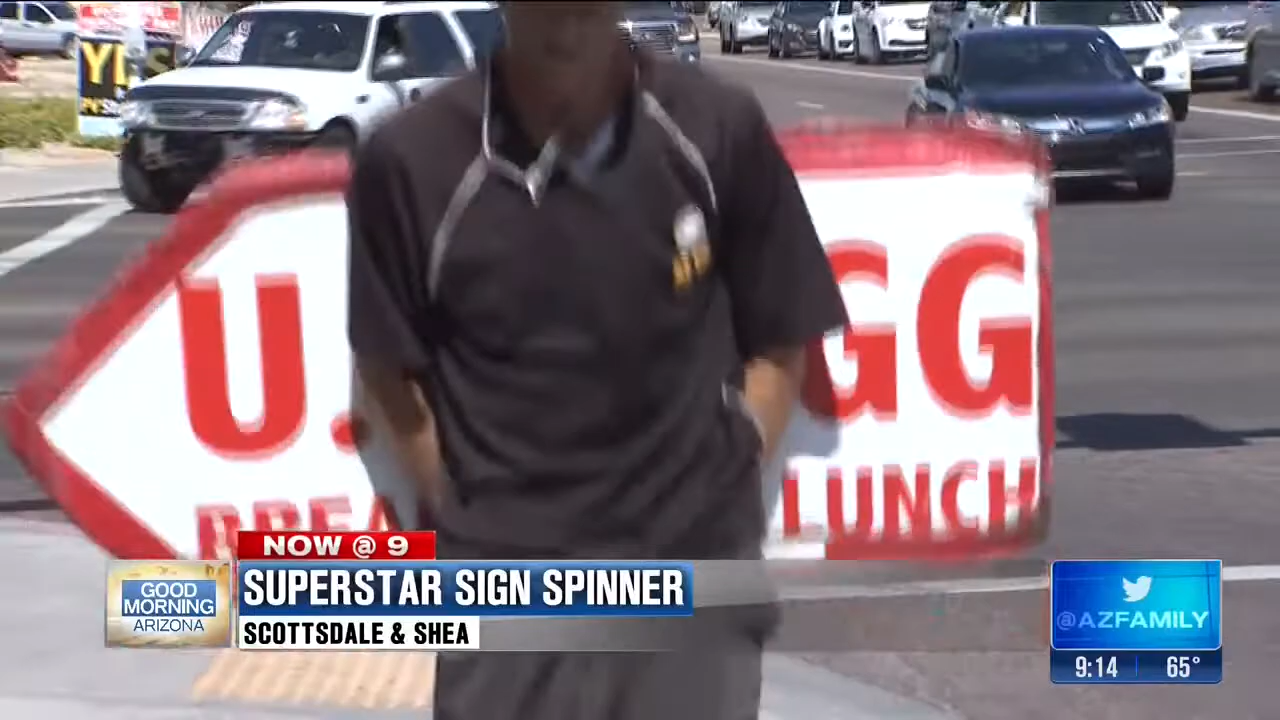 U.
GG
LUNCH
NOW @ 9
GOOD
MORNING
ARIZONA
SUPERSTAR SIGN SPINNER
SCOTTSDALE & SHEA
@AZFAMILY
9:14 65°